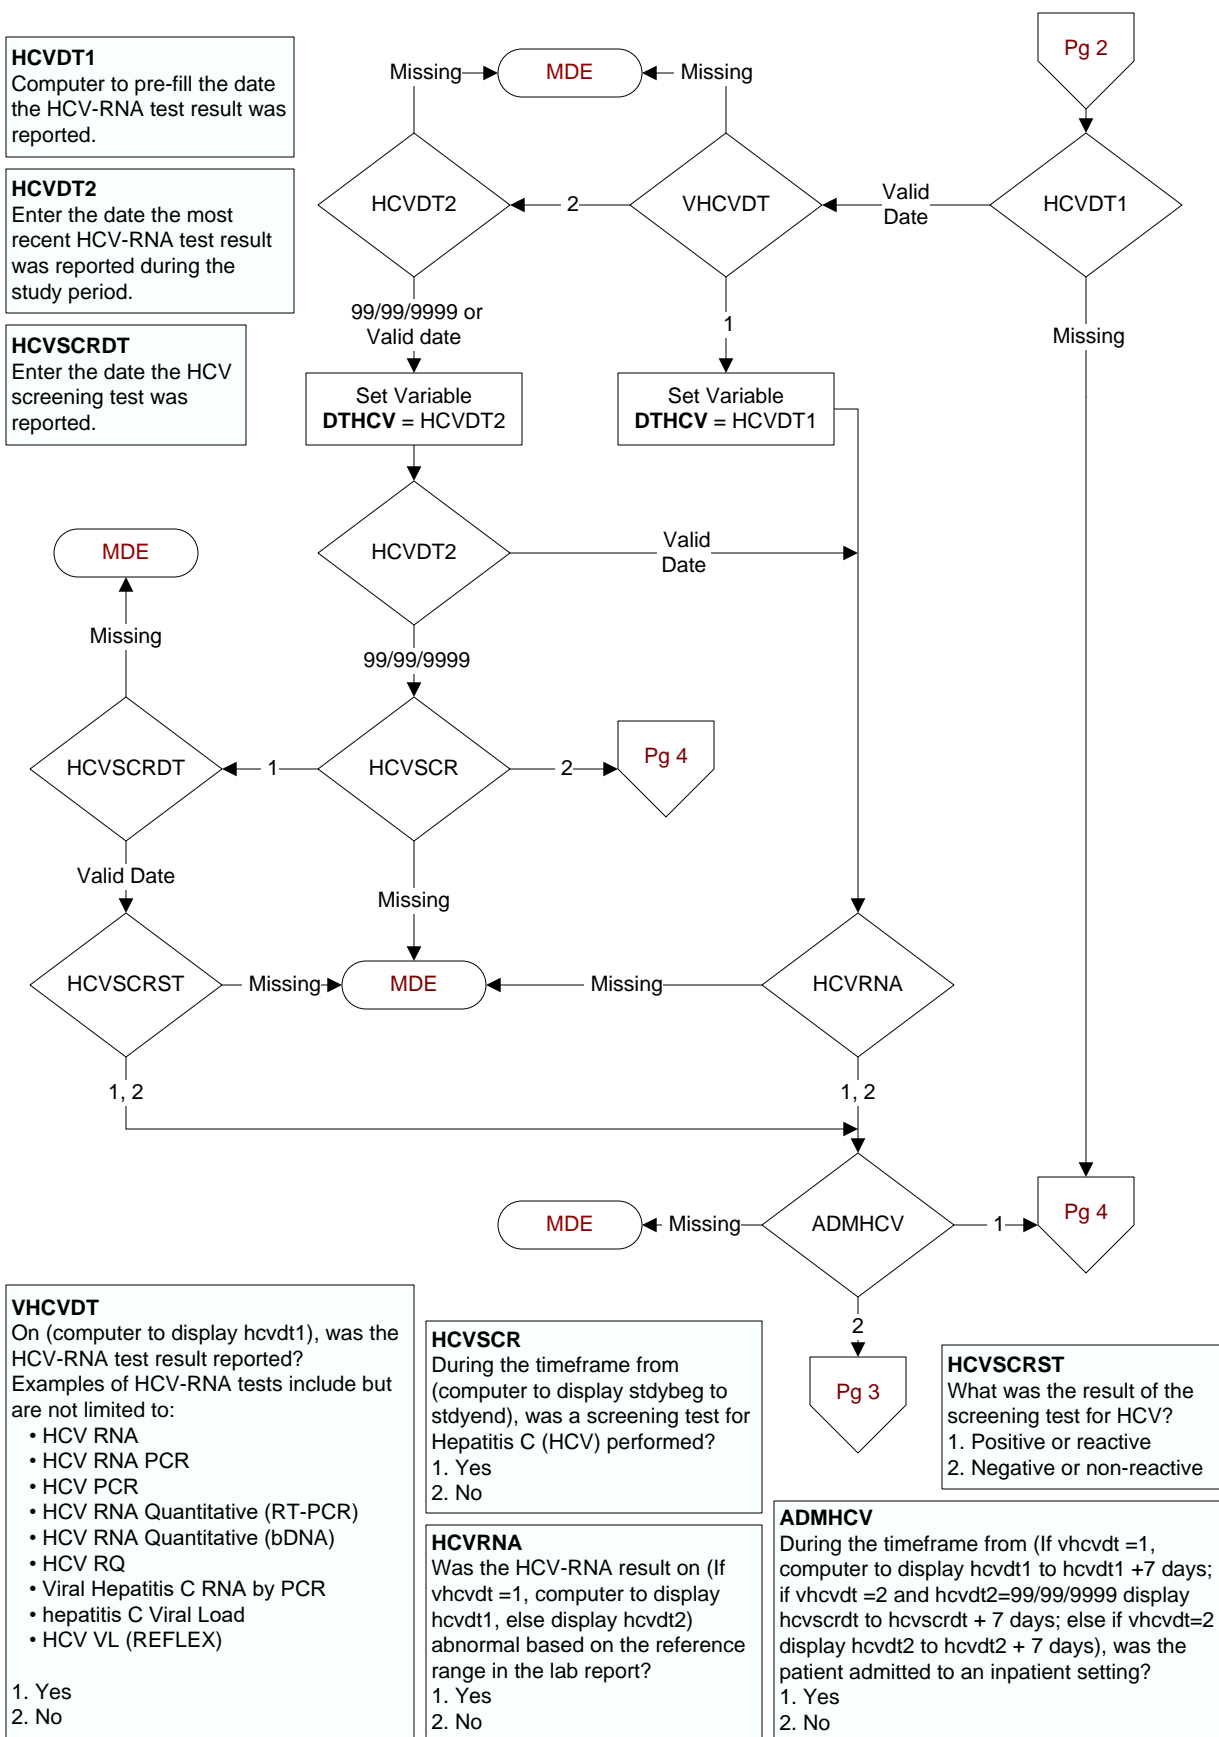 HCVDT1
Computer to pre-fill the date
the HCV-RNA test result was
reported.
HCVDT2
Enter the date the most
recent HCV-RNA test result
was reported during the
study period.
HCVSCRDT
Enter the date the HCV
screening test was
reported.
Pg 2
Missing
MDE
Missing
HCVDT2
2
VHCVDT
Valid
Date
HCVDT1
99/99/9999 or
Valid date
1
Missing
Set Variable
DTHCV = HCVDT2
Set Variable
DTHCV = HCVDT1
MDE
HCVDT2
Valid
Date
Missing
99/99/9999
HCVSCRDT
1
HCVSCR
2
Pg 4
Valid Date
Missing
HCVSCRST
Missing
MDE
Missing
HCVRNA
1, 2
1, 2
MDE
Missing
ADMHCV
1
Pg 4
2
Pg 3
VHCVDT
On (computer to display hcvdt1), was the
HCV-RNA test result reported?
Examples of HCV-RNA tests include but
are not limited to:
• HCV RNA
• HCV RNA PCR
• HCV PCR
• HCV RNA Quantitative (RT-PCR)
• HCV RNA Quantitative (bDNA)
• HCV RQ
• Viral Hepatitis C RNA by PCR
• hepatitis C Viral Load
• HCV VL (REFLEX)
1. Yes
2. No
HCVSCR
During the timeframe from
(computer to display stdybeg to
stdyend), was a screening test for
Hepatitis C (HCV) performed?
1. Yes
2. No
HCVSCRST
What was the result of the
screening test for HCV?
1. Positive or reactive
2. Negative or non-reactive
HCVRNA
Was the HCV-RNA result on (If
vhcvdt =1, computer to display
hcvdt1, else display hcvdt2)
abnormal based on the reference
range in the lab report?
1. Yes
2. No
ADMHCV
During the timeframe from (If vhcvdt =1,
computer to display hcvdt1 to hcvdt1 +7 days;
if vhcvdt =2 and hcvdt2=99/99/9999 display
hcvscrdt to hcvscrdt + 7 days; else if vhcvdt=2
display hcvdt2 to hcvdt2 + 7 days), was the
patient admitted to an inpatient setting?
1. Yes
2. No